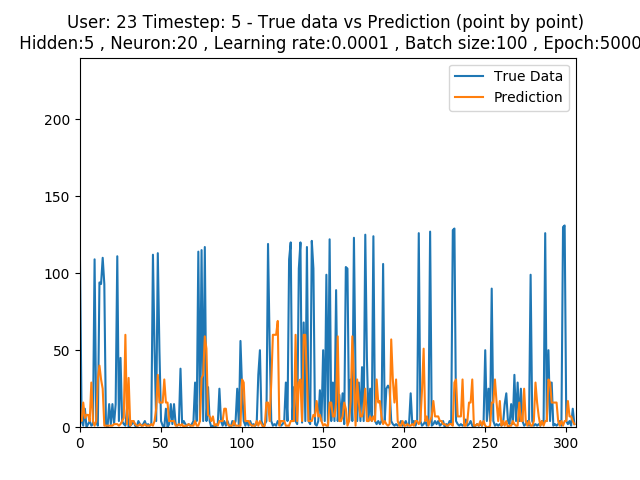 User: 23 Timestep: 5 - True data vs Prediction (point by point)
Hidden:5 , Neuron:20 , Learning rate:0.0001 , Batch size:100 , Epoch:5000
True Data
Prediction
200
150
100
50
0
0 50 100 150 200 250 300